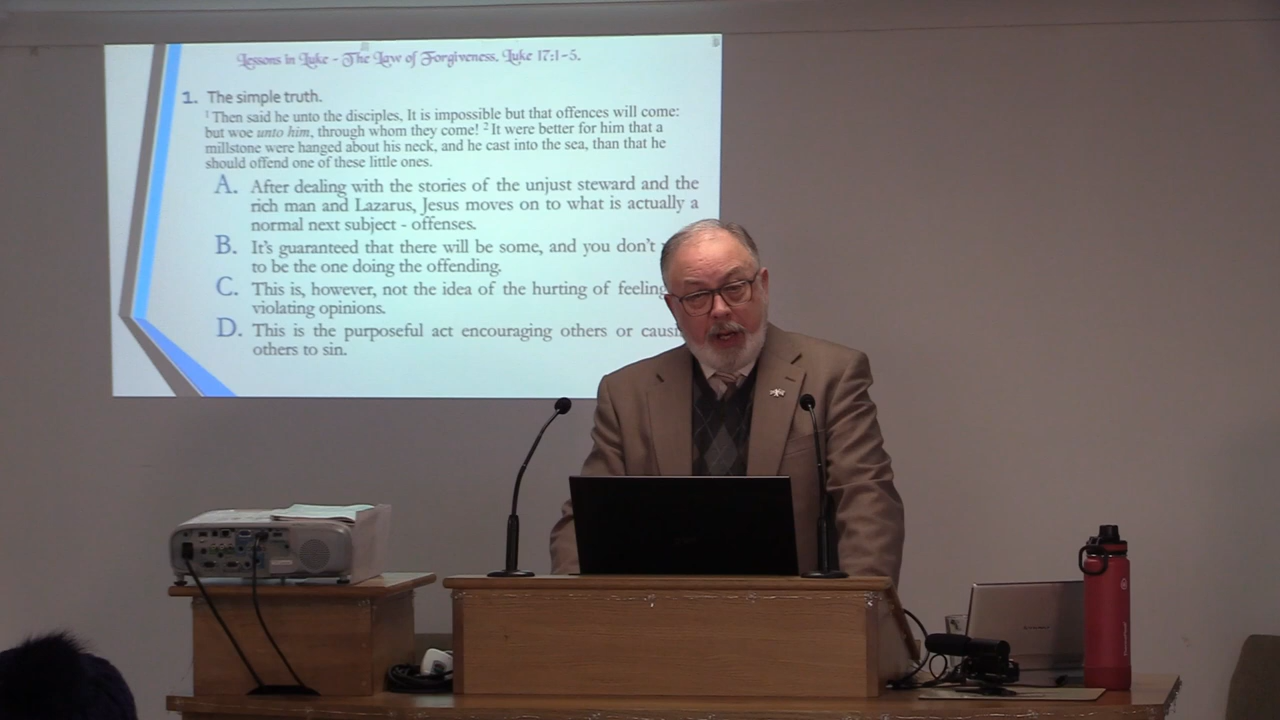 Lessons in Luke - The Law of Forgiveness. Luke 17:1-5.
1. The simple truth.
1 Then said he unto the disciples, It is impossible but that offences will come:
but woe unto him, through whom they come! 2 It were better for him that a
millstone were hanged about his neck, and he cast into the sea, than that he
should offend one of these little ones.
A. After dealing with the stories of the unjust steward and the
rich man and Lazarus, Jesus moves on to what is actually a
normal next subject - offenses.
B. It's guaranteed that there will be some, and you don't
to be the one doing the offending.
C. This is, however, not the idea of the hurting of feeling
violating opinions.
D. This is the purposeful act encouraging others or causi
others to sin.